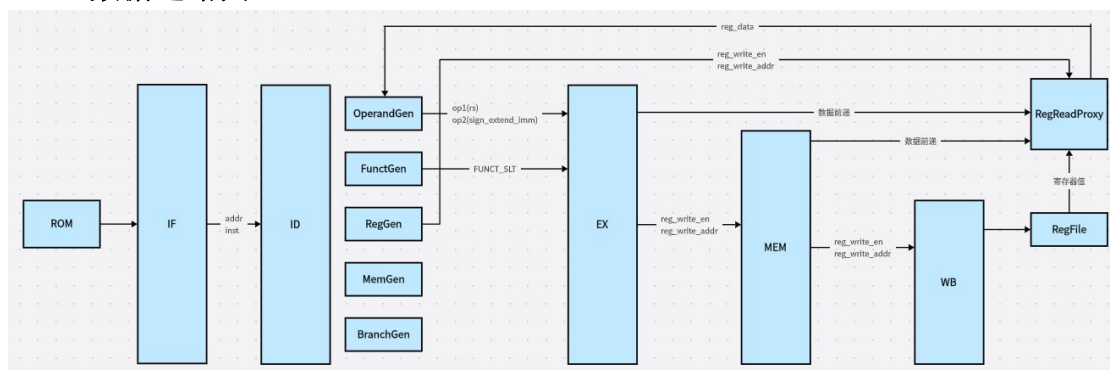 reg_data
reg_write_en
reg_write_addr
OperandGen
op1(rs)
op2(sign_extend_imm)
数据前递
RegReadProxy
数据前递
FunctGen
FUNCT_SLT
寄存器值
ROM
IF
addr
inst
ID
RegGen
EX
reg_write_en
reg_write_addr
MEM
reg_write_en
reg_write_addr
RegFile
MemGen
WB
BranchGen